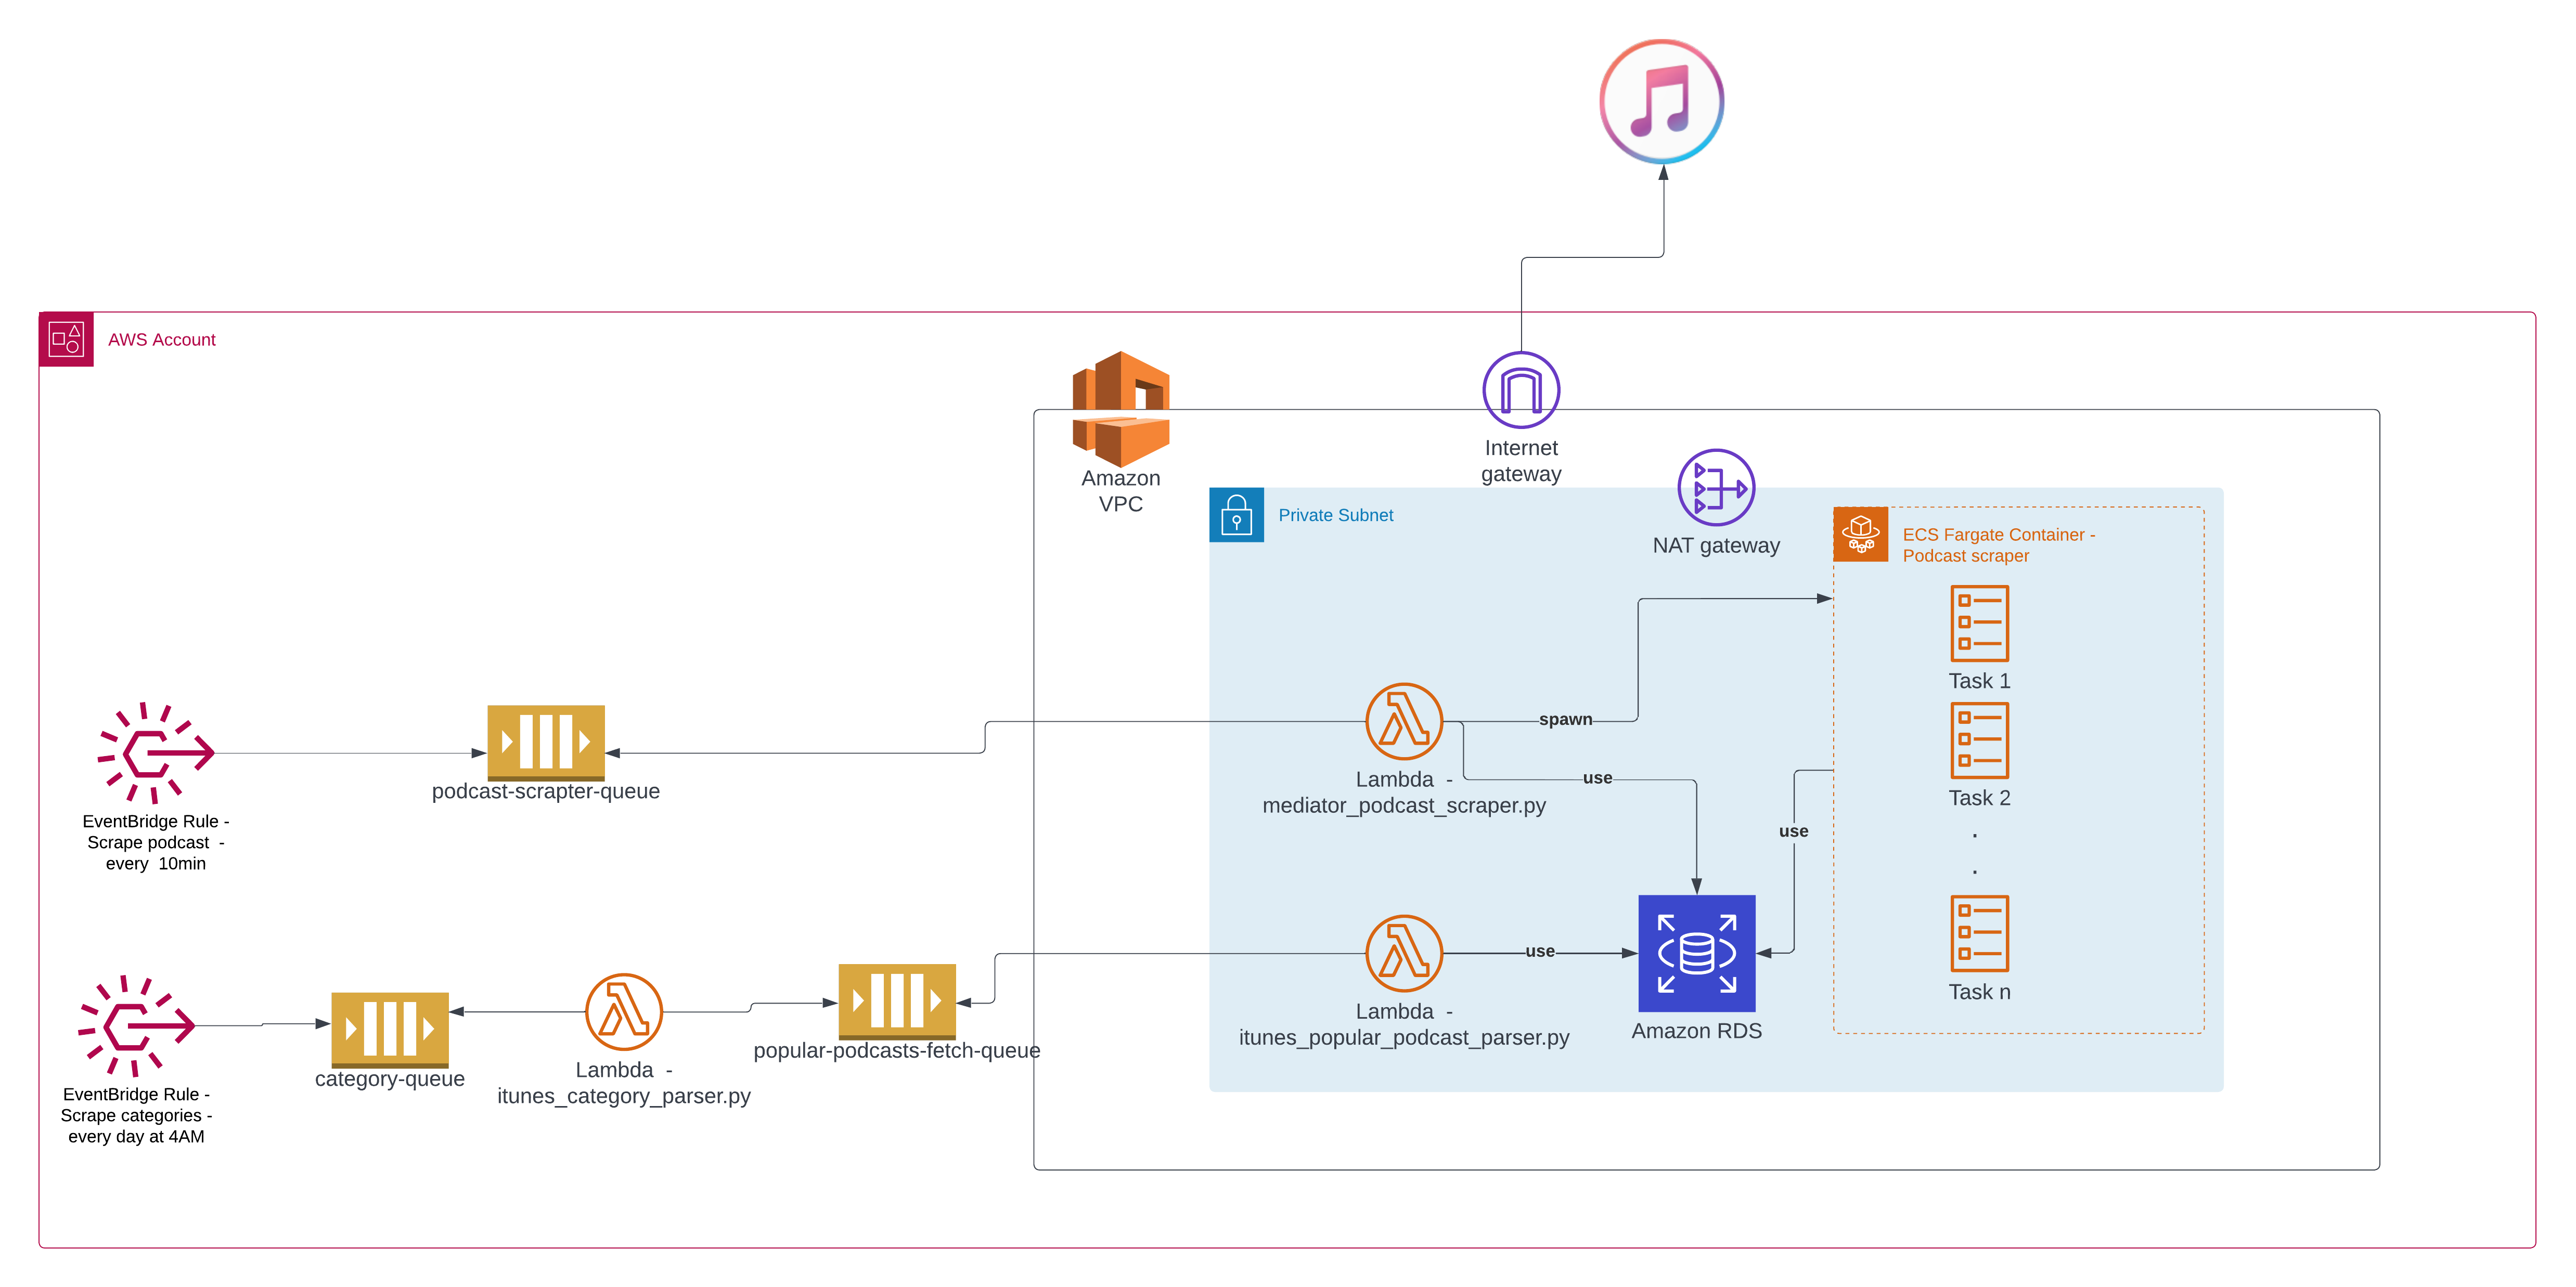 AWS Account
Amazon
VPC
Internet
gateway
NAT gateway
Private Subnet
ECS Fargate Container -
Podcast scraper
Task 1
Task 2
.
.
Task n
spawn
use
use
use
Lambda -
mediator_podcast_scraper.py
podcast-scrapter-queue
EventBridge Rule -
Scrape podcast -
every 10min
Lambda -
itunes_popular_podcast_parser.py
Amazon RDS
popular-podcasts-fetch-queue
Lambda -
itunes_category_parser.py
category-queue
EventBridge Rule -
Scrape categories -
every day at 4AM